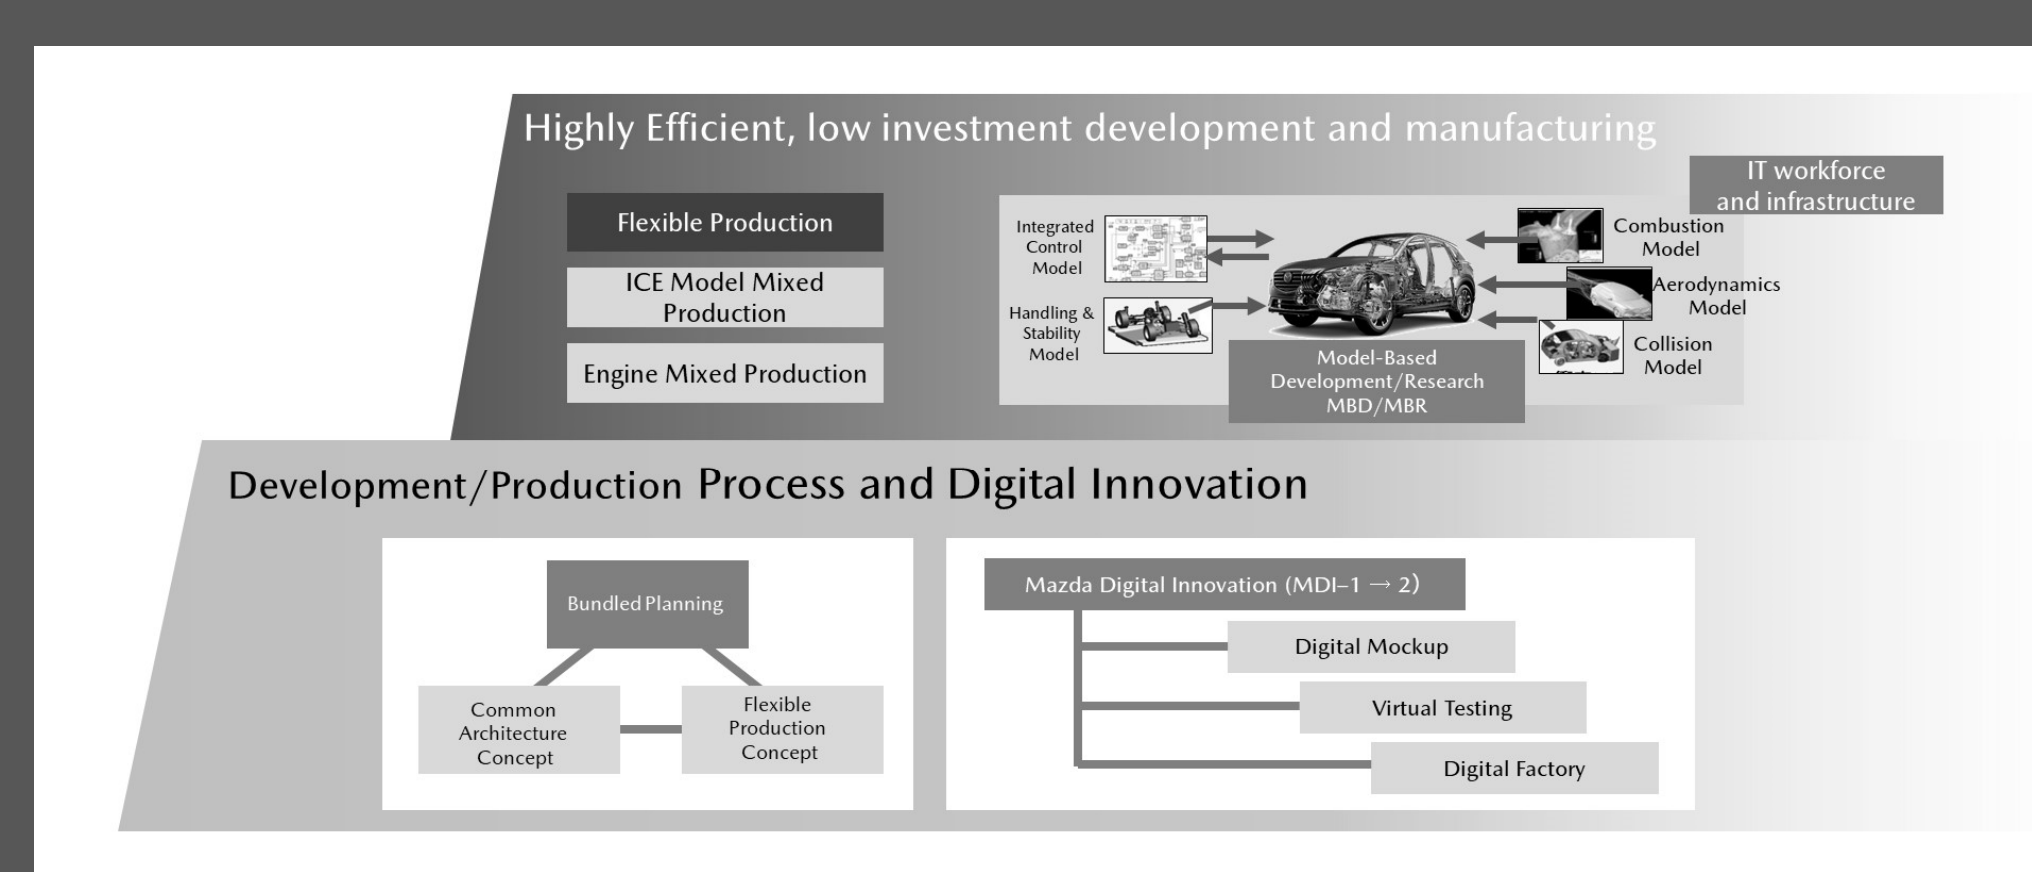 Highly Efficient, low investment development and manufacturing
IT workforce
and infrastructure
Flexible Production
ICE Model Mixed
Production
Engine Mixed Production
Integrated
Control
Model
Handling &
Stability
Model
Combustion
Model
Aerodynamics
Model
Collision
Model
Model-Based
Development/Research
MBD/MBR
Development/Production Process and Digital Innovation
Bundled Planning
Common
Architecture
Concept
Flexible
Production
Concept
Mazda Digital Innovation (MDI–1 → 2)
Digital Mockup
Virtual Testing
Digital Factory